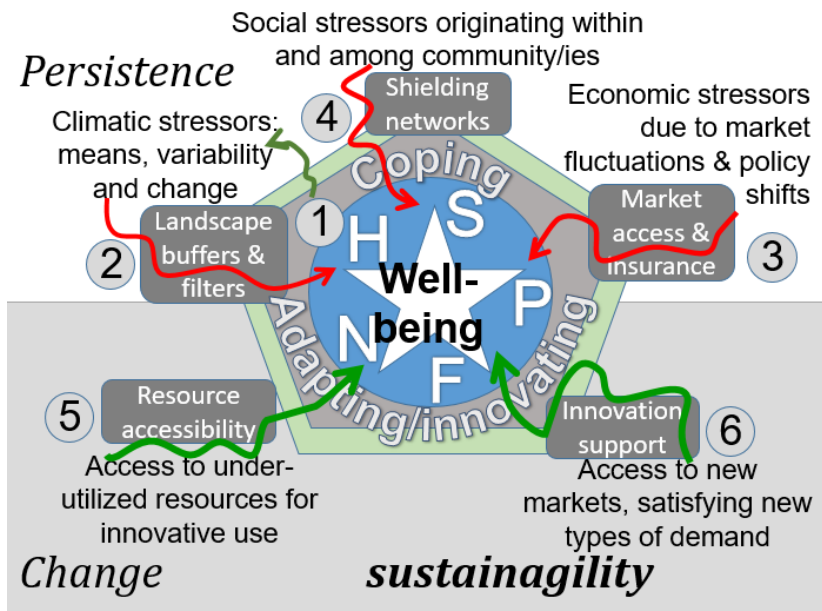 Social stressors originating within
and among community/ies
Persistence
Shielding
networks
4
Economic stressors
due to market
fluctuations & policy
shifts
Climatic stressors:
means, variability
and change
Coping
1
2
Landscape
buffers &
filters
Market
access &
insurance
3
H
S
P
F
N
Well-
being
Adapting/innovating
5
Resource
accessibility
Innovation
support
6
Access to under-
utilized resources for
innovative use
Access to new
markets, satisfying new
types of demand
Change
sustainagility